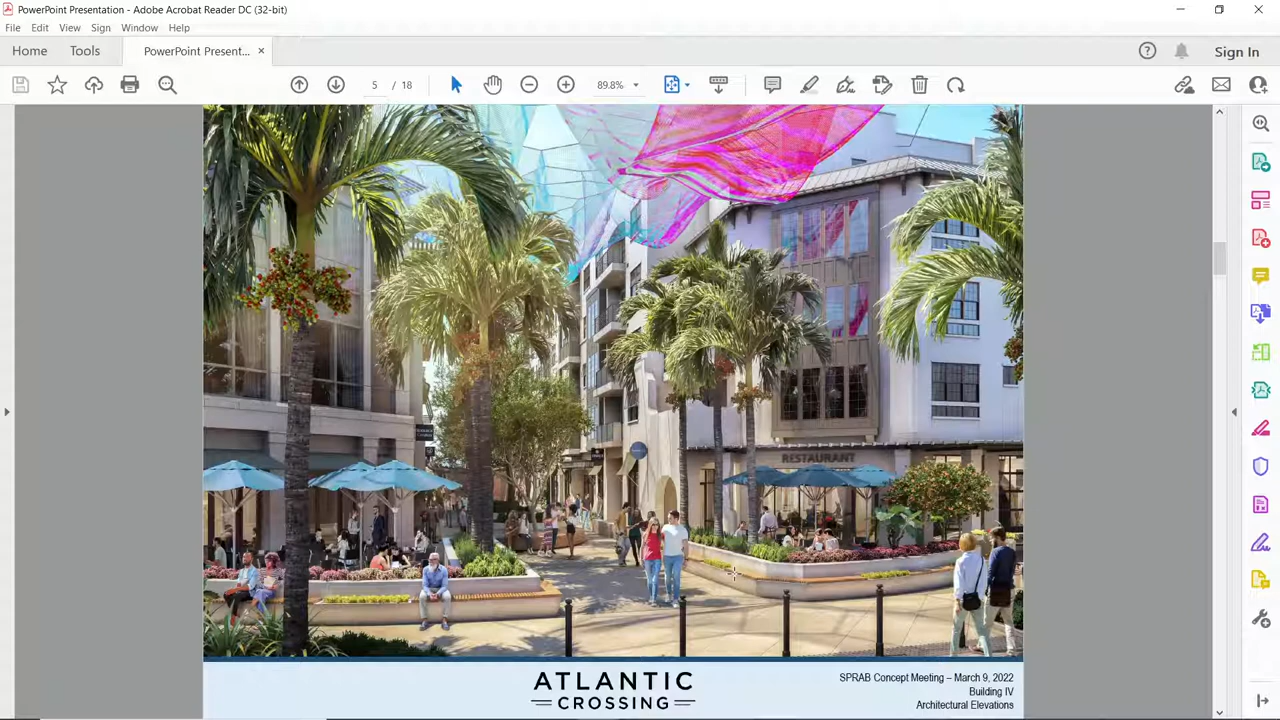 PowerPoint Presentation - Adobe Acrobat Reader DC (32-bit)
File Edit View Sign Window Help
Home Tools PowerPoint Present... ×
Sign In
5 / 18
89.8%
RESTAURANT
ATLANTIC
CROSSING
SPRAB Concept Meeting – March 9, 2022
Building IV
Architectural Elevations